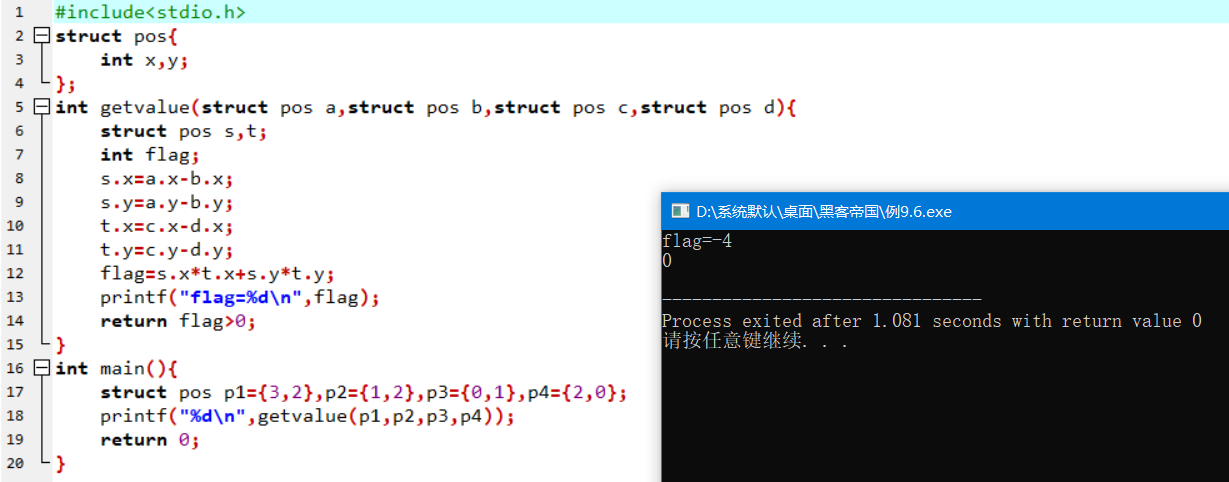 1 #include<stdio.h>
2 struct pos{
3     int x,y;
4 };
5 int getvalue(struct pos a,struct pos b,struct pos c,struct pos d){
6     struct pos s,t;
7     int flag;
8     s.x=a.x-b.x;
9     s.y=a.y-b.y;
10     t.x=c.x-d.x;
11     t.y=c.y-d.y;
12     flag=s.x*t.x+s.y*t.y;
13     printf("flag=%d\n",flag);
14     return flag>0;
15 }
16 int main(){
17     struct pos p1={3,2},p2={1,2},p3={0,1},p4={2,0};
18     printf("%d\n",getvalue(p1,p2,p3,p4));
19     return 0;
20 }
D:\系统默认\桌面\黑客帝国\例9.6.exe
flag=-4
0
--------------------------------
Process exited after 1.081 seconds with return value 0
请按任意键继续. . .